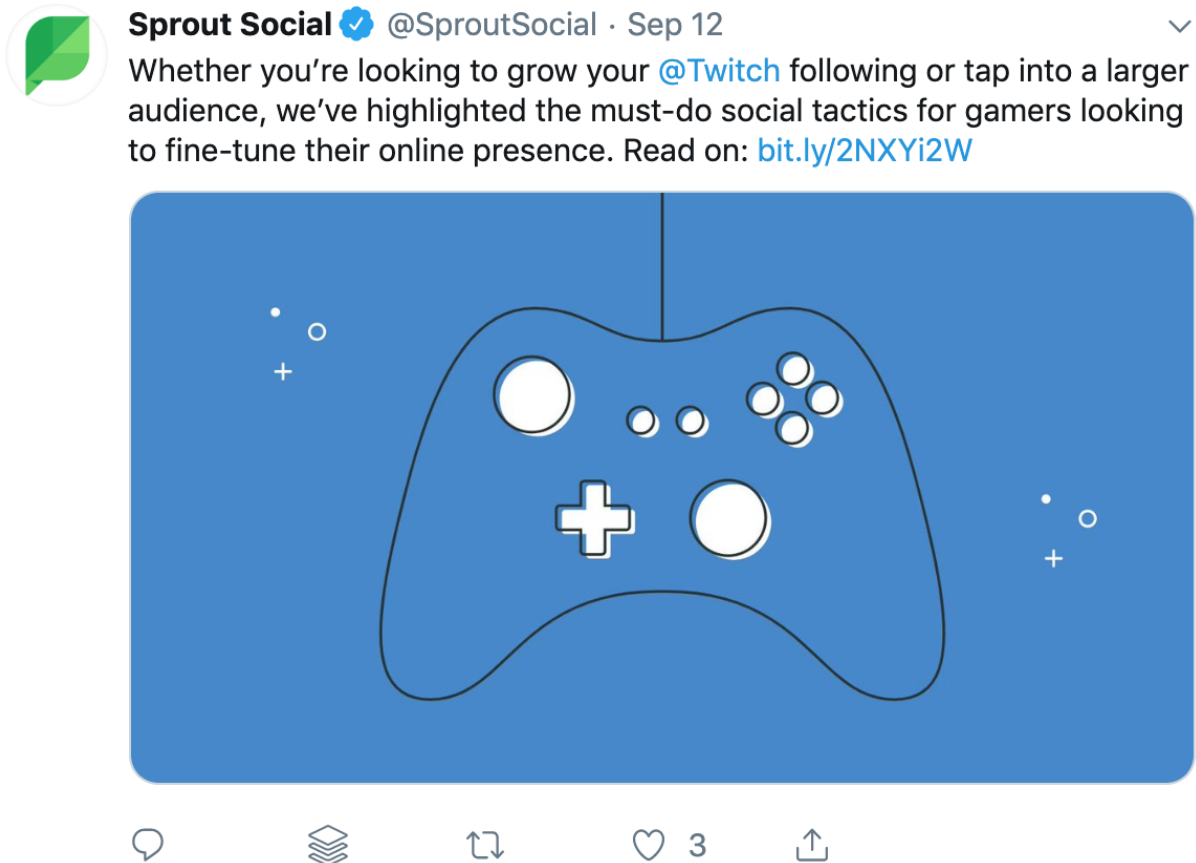 Sprout Social @SproutSocial · Sep 12
Whether you’re looking to grow your @Twitch following or tap into a larger
audience, we’ve highlighted the must-do social tactics for gamers looking
to fine-tune their online presence. Read on: bit.ly/2NXYi2W
3